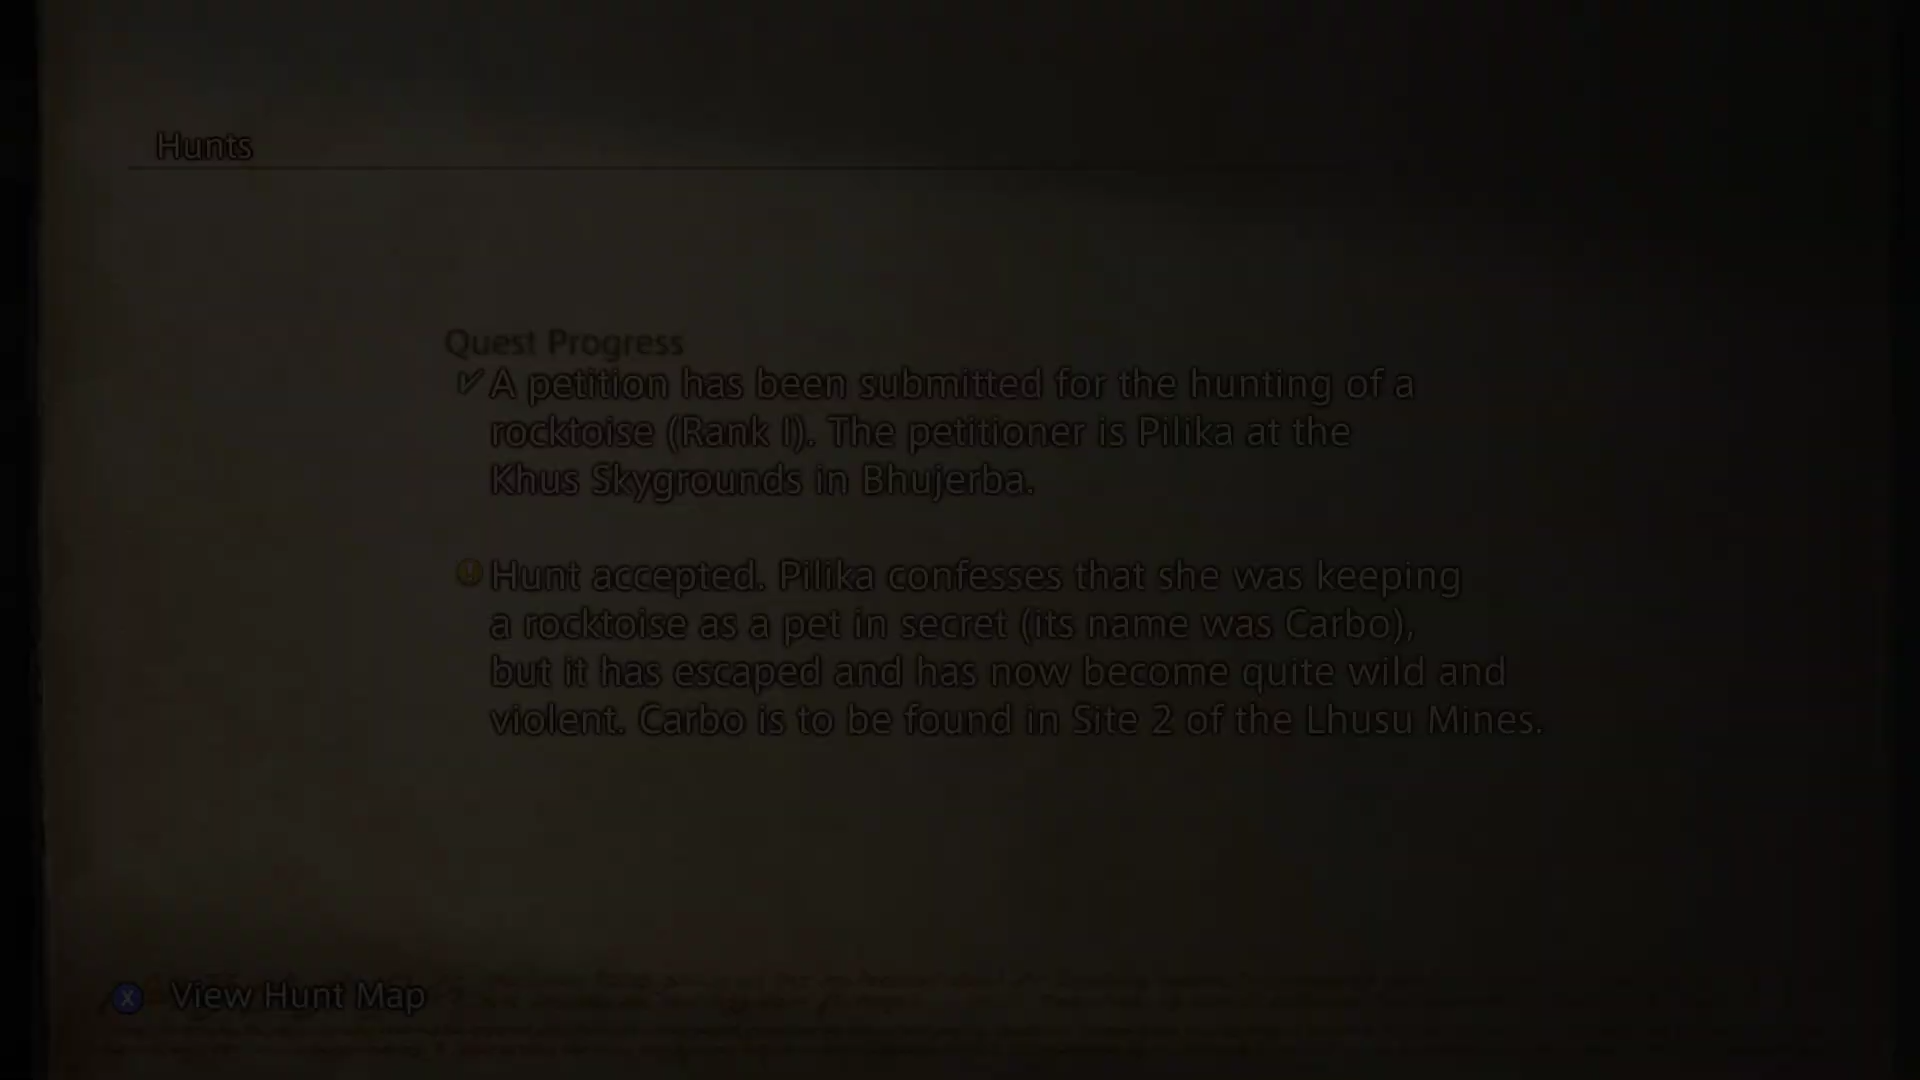 Hunts
Quest Progress
A petition has been submitted for the hunting of a
rocktoise (Rank I). The petitioner is Pilika at the
Khus Skygrounds in Bhujerba.
Hunt accepted. Pilika confesses that she was keeping
a rocktoise as a pet in secret (its name was Carbo),
but it has escaped and has now become quite wild and
violent. Carbo is to be found in Site 2 of the Lhusu Mines.
X View Hunt Map